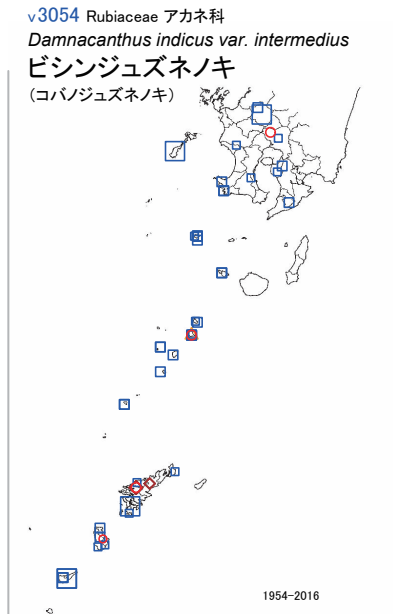 v3054 Rubiaceae アカネ科
Damnacanthus indicus var. intermedius
ビシンジュズネノキ
(コバノジュズネノキ)
1954-2016